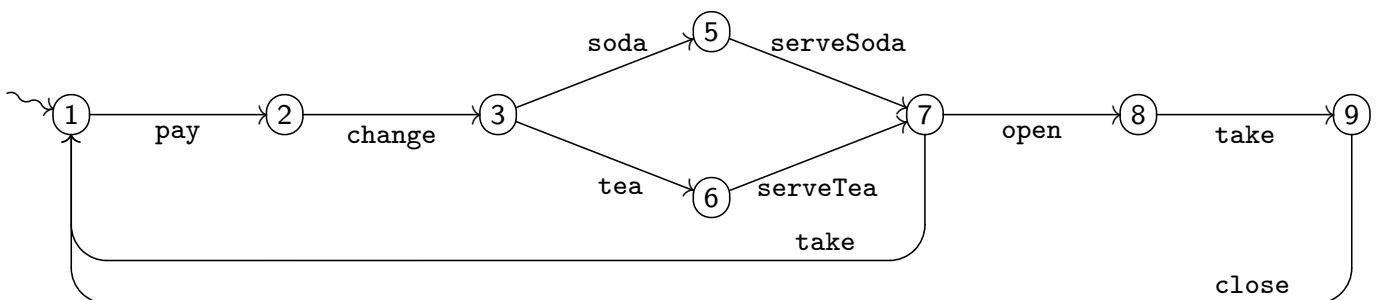 5
soda
serveSoda
1
2
3
7
8
9
pay
change
open
take
tea
6
serveTea
take
close